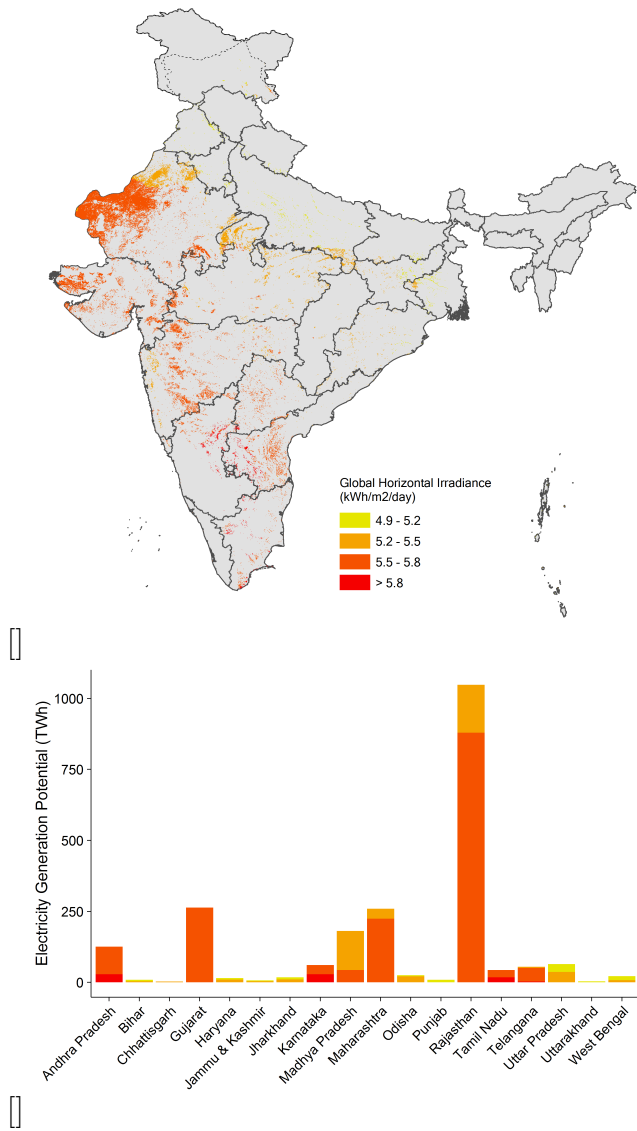 Global Horizontal Irradiance
(kWh/m2/day)
4.9 - 5.2
5.2 - 5.5
5.5 - 5.8
> 5.8
[]
Electricity Generation Potential (TWh)
1000
750
500
250
0
Andhra Pradesh
Bihar
Chhattisgarh
Gujarat
Haryana
Jammu & Kashmir
Jharkhand
Karnataka
Madhya Pradesh
Maharashtra
Odisha
Punjab
Rajasthan
Tamil Nadu
Telangana
Uttar Pradesh
Uttarakhand
West Bengal
[]